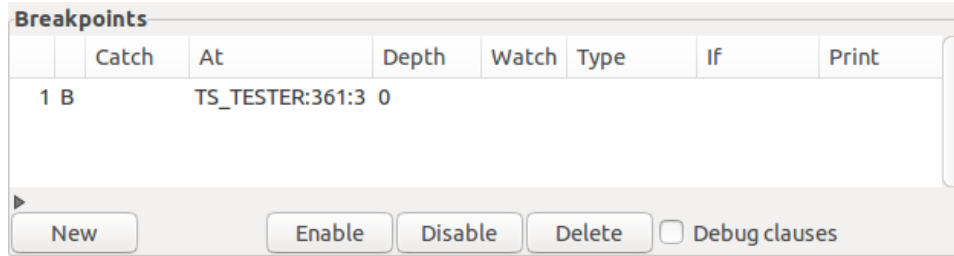 Breakpoints
Catch At Depth Watch Type If Print
1 B TS_TESTER:361:3 0
New Enable Disable Delete Debug clauses